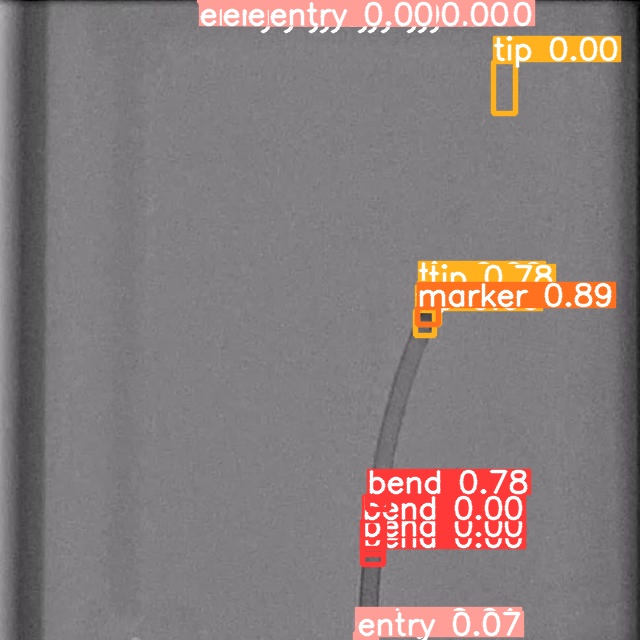 entry 0.00
tip 0.00
tip 0.78
marker 0.89
bend 0.78
bend 0.00
entry 0.07